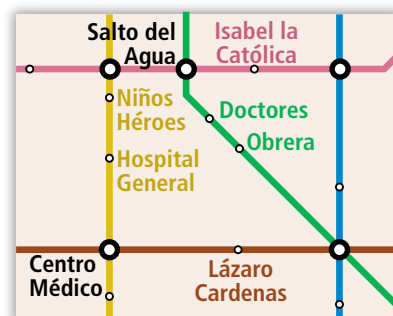 Salto del
Agua
Isabel la
Católica
Niños
Héroes
Doctores
Obrera
Hospital
General
Centro
Médico
Lázaro
Cardenas